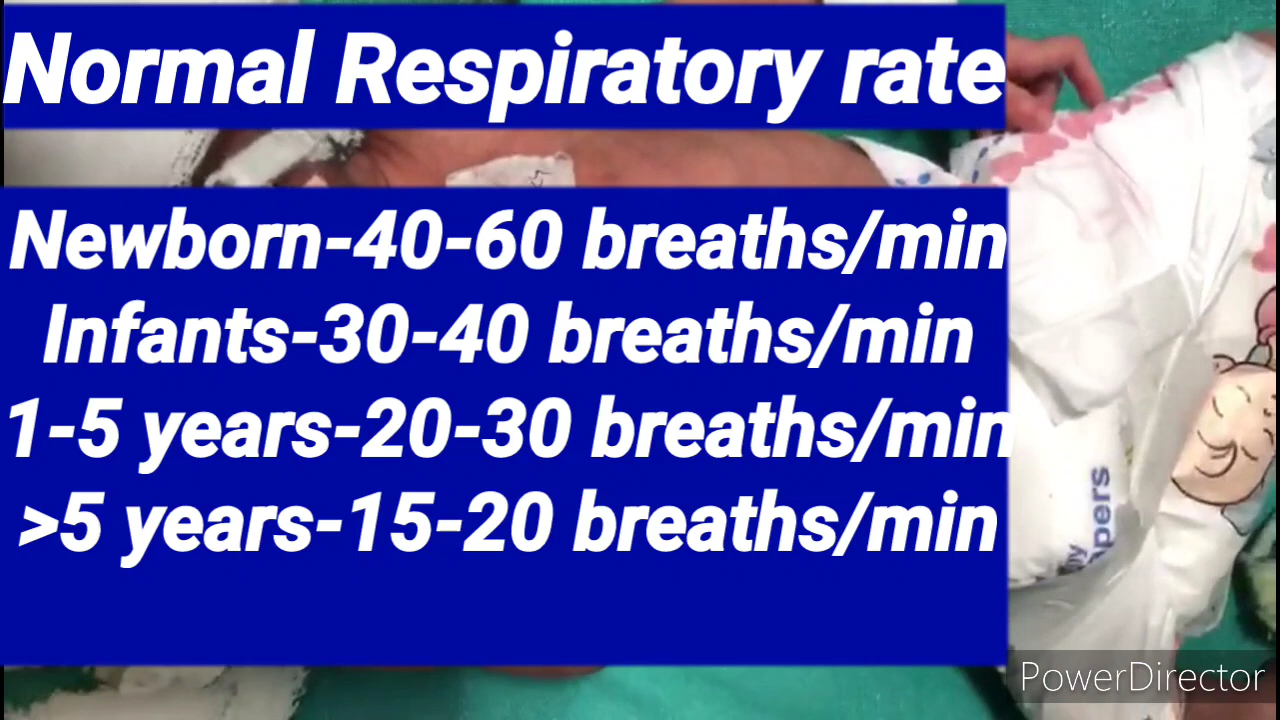 Normal Respiratory rate
Newborn-40-60 breaths/min
Infants-30-40 breaths/min
1-5 years-20-30 breaths/min
>5 years-15-20 breaths/min
PowerDirector